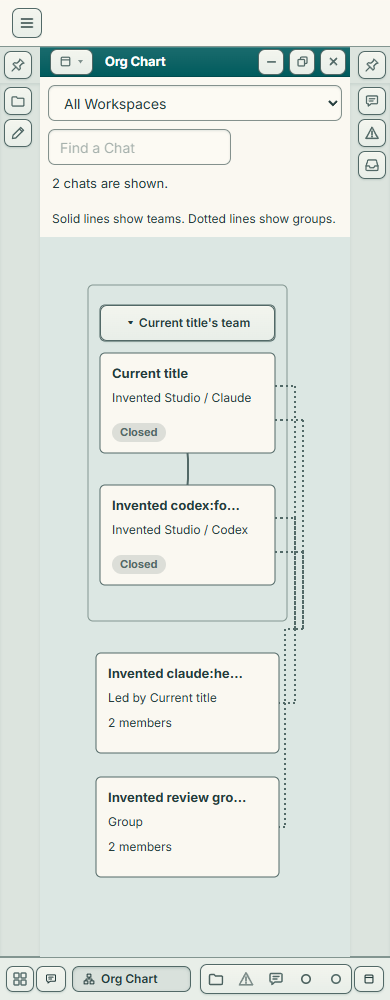 Org Chart
All Workspaces
Find a Chat
2 chats are shown.
Solid lines show teams. Dotted lines show groups.
Current title's team
Current title
Invented Studio / Claude
Closed
Invented codex:fo...
Invented Studio / Codex
Closed
Invented claude:he...
Led by Current title
2 members
Invented review gro...
Group
2 members
Org Chart